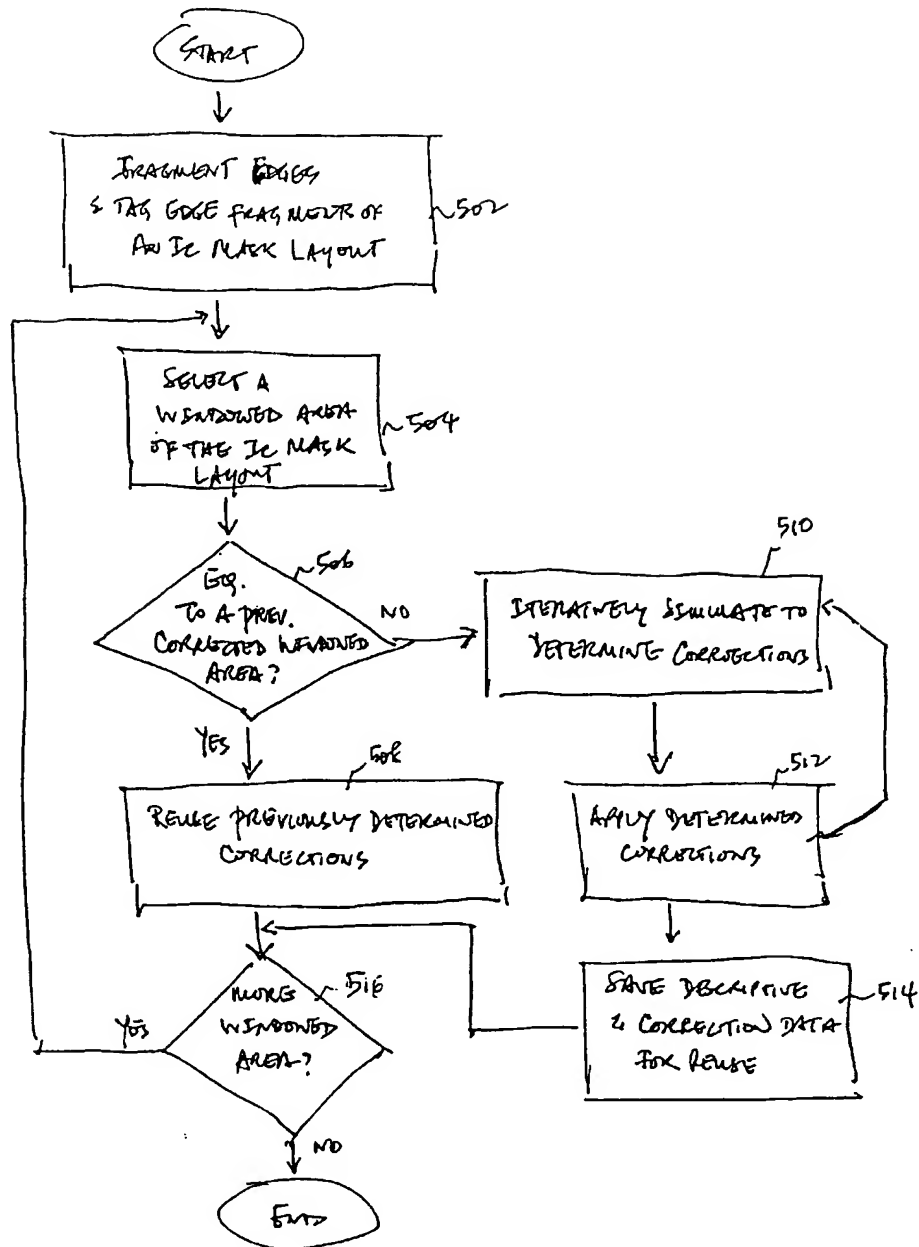 START
FRAGMENT EDGES
& TAG EDGE FRAGMENTS OF
AN IC MASK LAYOUT
502
SELECT A
WINDOWED AREA
OF THE IC MASK
LAYOUT
504
EQ.
TO A PREV.
CORRECTED WINDOWED
AREA?
506
NO
510
ITERATIVELY SIMULATE TO
DETERMINE CORRECTIONS
YES
508
REUSE PREVIOUSLY DETERMINED
CORRECTIONS
512
APPLY DETERMINED
CORRECTIONS
MORE
WINDOWED
AREA?
516
YES
SAVE DESCRIPTIVE
& CORRECTION DATA
FOR REUSE
514
NO
END